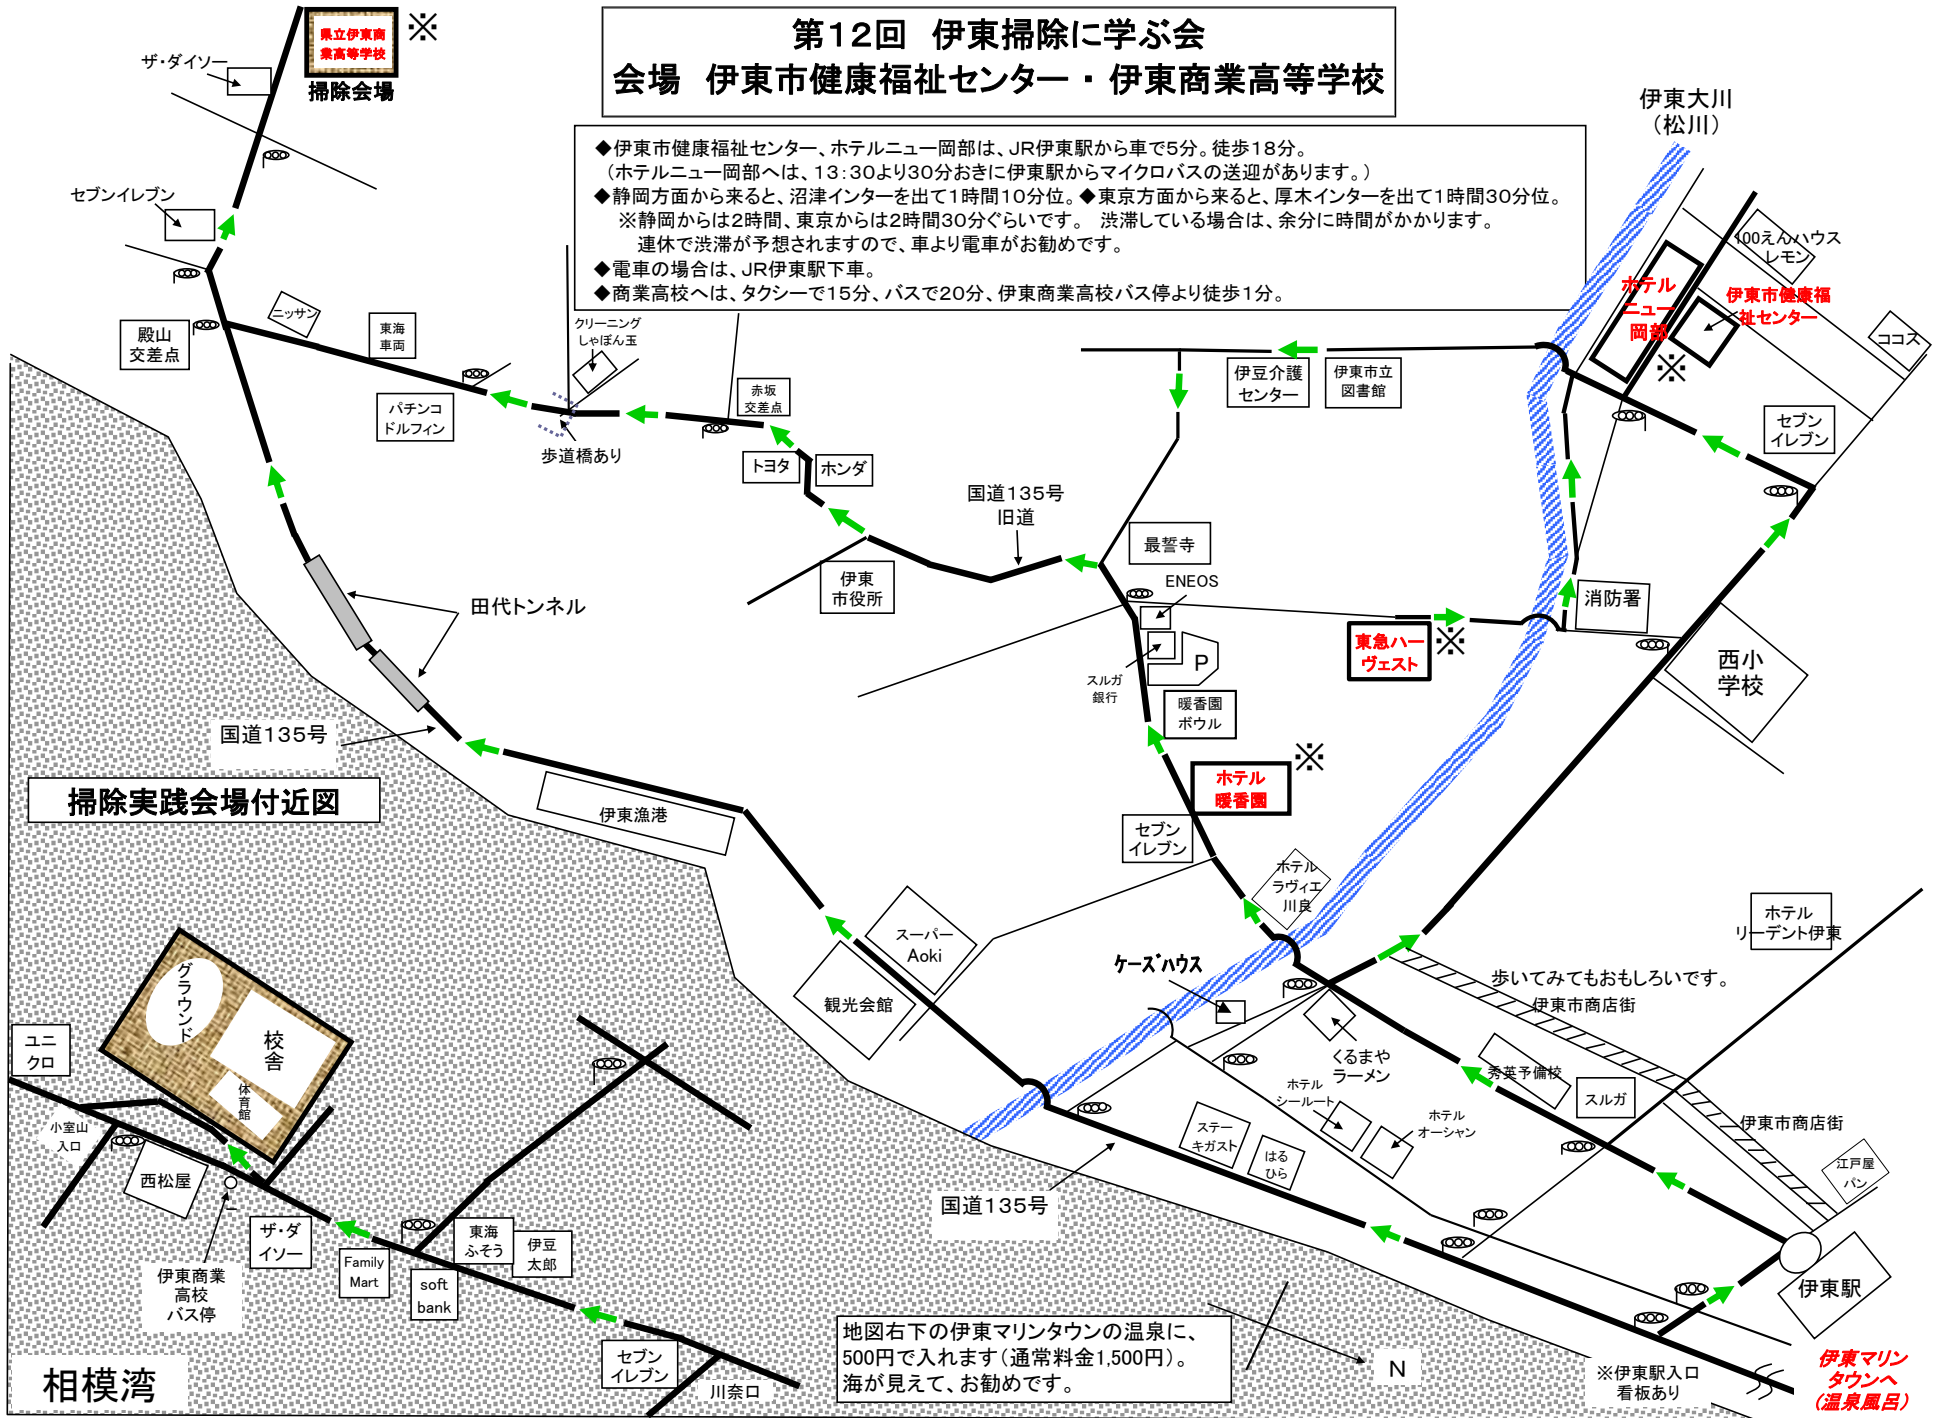 第12回 伊東掃除に学ぶ会
会場 伊東市健康福祉センター・伊東商業高等学校
◆伊東市健康福祉センター、ホテルニュー岡部は、JR伊東駅から車で5分。徒歩18分。
(ホテルニュー岡部へは、13:30より30分おきに伊東駅からマイクロバスの送迎があります。)
◆静岡方面から来ると、沼津インターを出て1時間10分位。◆東京方面から来ると、厚木インターを出て1時間30分位。
※静岡からは2時間、東京からは2時間30分ぐらいです。 渋滞している場合は、余分に時間がかかります。
連休で渋滞が予想されますので、車より電車がお勧めです。
◆電車の場合は、JR伊東駅下車。
◆商業高校へは、タクシーで15分、バスで20分、伊東商業高校バス停より徒歩1分。
県立伊東商
業高等学校
※
掃除会場
ザ・ダイソー
セブンイレブン
殿山
交差点
ニッサン
東海
車両
パチンコ
ドルフィン
クリーニング
しゃぼん玉
歩道橋あり
赤坂
交差点
トヨタ
ホンダ
伊東
市役所
国道135号
旧道
最誓寺
ENEOS
スルガ
銀行
P
暖香園
ボウル
ホテル
暖香園
※
セブン
イレブン
伊豆介護
センター
伊東市立
図書館
伊東大川
(松川)
100えんハウス
レモン
ホテル
ニュー
岡部
※
伊東市健康福
祉センター
ココス
セブン
イレブン
消防署
東急ハー
ヴェスト
※
西小
学校
田代トンネル
国道135号
掃除実践会場付近図
伊東漁港
スーパー
Aoki
観光会館
ホテル
ラヴィエ
川良
ケーズハウス
くるまや
ラーメン
ホテル
リーデント伊東
歩いてみてもおもしろいです。
伊東市商店街
秀英予備校
スルガ
伊東市商店街
江戸屋
パン
ホテル
シールート
ホテル
オーシャン
ステー
キガスト
はる
ひら
国道135号
伊東駅
※伊東駅入口
看板あり
伊東マリン
タウンへ
(温泉風呂)
N
地図右下の伊東マリンタウンの温泉に、
500円で入れます(通常料金1,500円)。
海が見えて、お勧めです。
グラウンド
校舎
体育館
ユニ
クロ
小室山
入口
西松屋
伊東商業
高校
バス停
ザ・ダ
イソー
Family
Mart
soft
bank
東海
ふそう
伊豆
太郎
セブン
イレブン
川奈口
相模湾